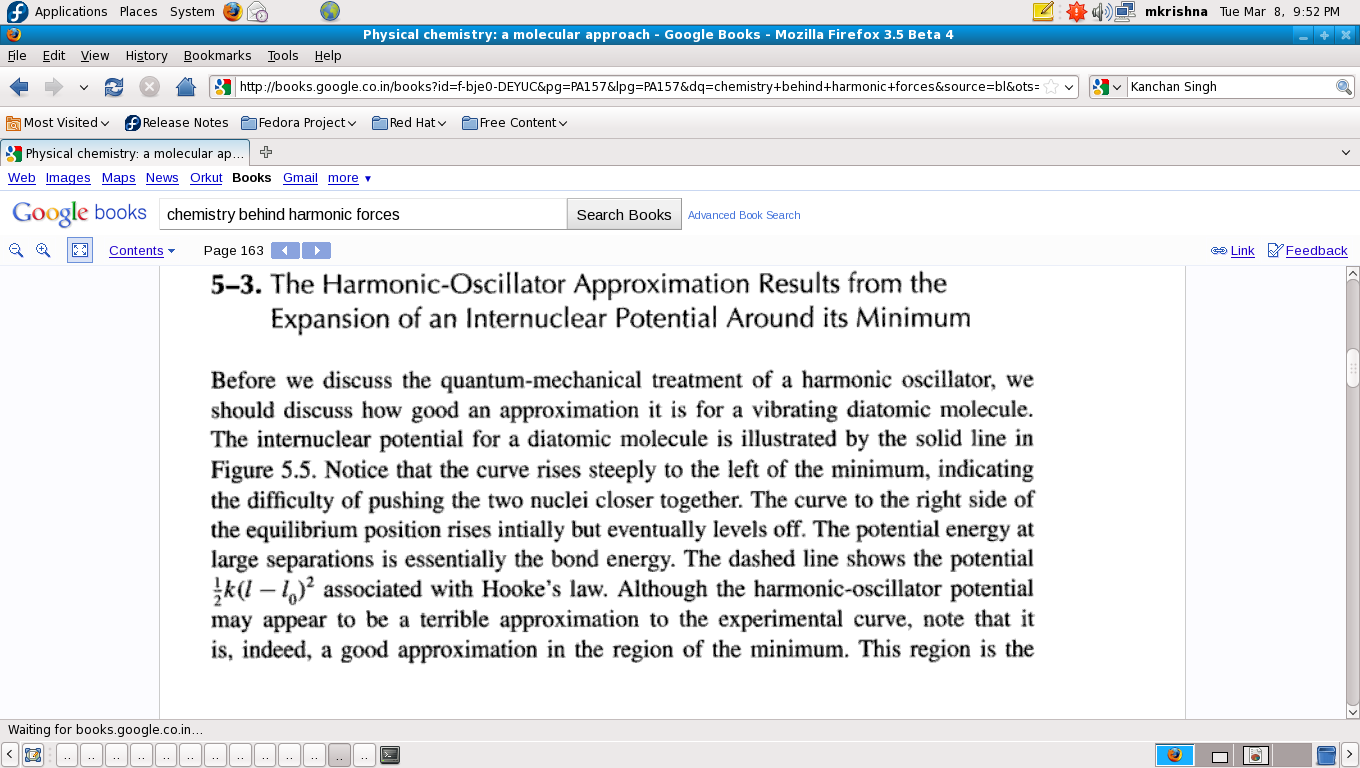 Applications Places System mkrishna Tue Mar 8, 9:52 PM
Physical chemistry: a molecular approach - Google Books - Mozilla Firefox 3.5 Beta 4
File Edit View History Bookmarks Tools Help
http://books.google.co.in/books?id=f-bje0-DEYUC&pg=PA157&lpg=PA157&dq=chemistry+behind+harmonic+forces&source=bl&ots= Kanchan Singh
Most Visited Release Notes Fedora Project Red Hat Free Content
Physical chemistry: a molecular ap...
Web Images Maps News Orkut Books Gmail more ▼
Google books chemistry behind harmonic forces Search Books Advanced Book Search
Contents Page 163 Link Feedback
5–3. The Harmonic-Oscillator Approximation Results from the
Expansion of an Internuclear Potential Around its Minimum
Before we discuss the quantum-mechanical treatment of a harmonic oscillator, we
should discuss how good an approximation it is for a vibrating diatomic molecule.
The internuclear potential for a diatomic molecule is illustrated by the solid line in
Figure 5.5. Notice that the curve rises steeply to the left of the minimum, indicating
the difficulty of pushing the two nuclei closer together. The curve to the right side of
the equilibrium position rises intially but eventually levels off. The potential energy at
large separations is essentially the bond energy. The dashed line shows the potential
½k(l − l₀)² associated with Hooke's law. Although the harmonic-oscillator potential
may appear to be a terrible approximation to the experimental curve, note that it
is, indeed, a good approximation in the region of the minimum. This region is the
Waiting for books.google.co.in...
.. .. .. .. .. .. .. .. .. .. .. .. ..